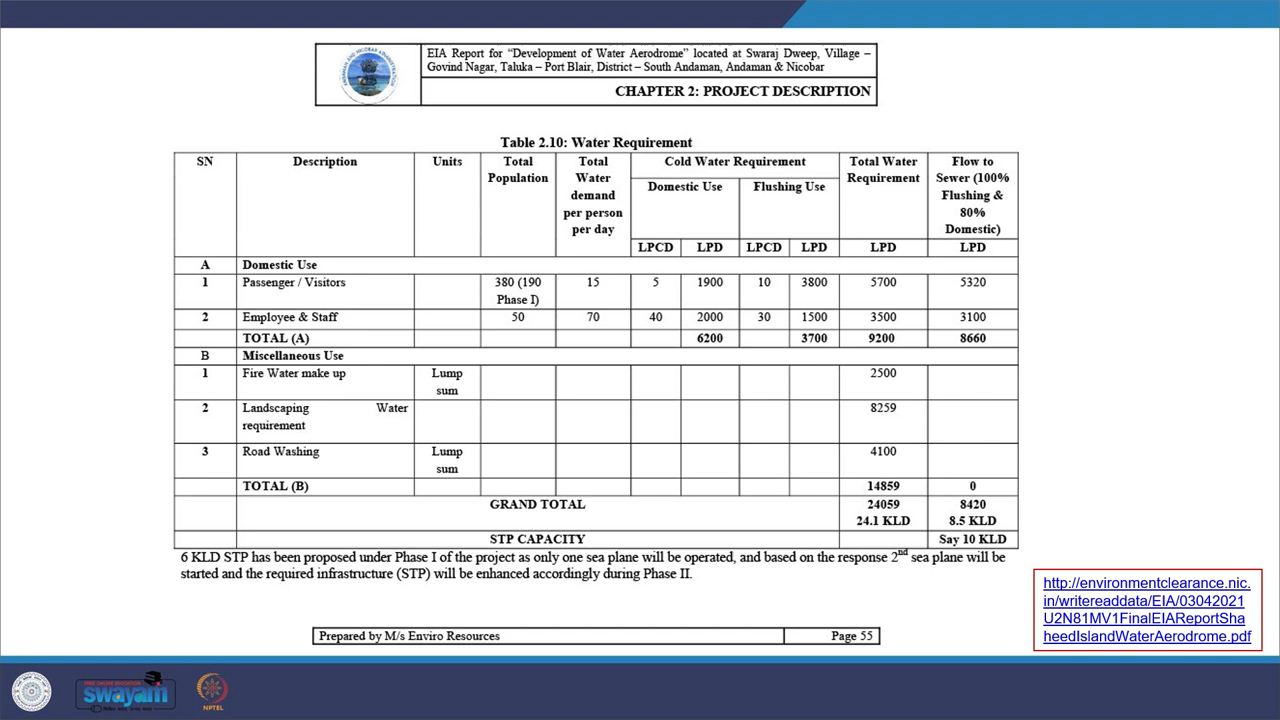 EIA Report for “Development of Water Aerodrome” located at Swaraj Dweep, Village –
Govind Nagar, Taluka – Port Blair, District – South Andaman, Andaman & Nicobar
CHAPTER 2: PROJECT DESCRIPTION
Table 2.10: Water Requirement
SN Description Units Total Population Total Water demand per person per day Cold Water Requirement Total Water Requirement Flow to Sewer (100% Flushing & 80% Domestic)
Domestic Use Flushing Use
LPCD LPD LPCD LPD LPD LPD
A Domestic Use
1 Passenger / Visitors 380 (190 Phase I) 15 5 1900 10 3800 5700 5320
2 Employee & Staff 50 70 40 2000 30 1500 3500 3100
TOTAL (A) 6200 3700 9200 8660
B Miscellaneous Use
1 Fire Water make up Lump sum 2500
2 Landscaping Water requirement 8259
3 Road Washing Lump sum 4100
TOTAL (B) 14859 0
GRAND TOTAL 24059 8420
24.1 KLD 8.5 KLD
STP CAPACITY Say 10 KLD
6 KLD STP has been proposed under Phase I of the project as only one sea plane will be operated, and based on the response 2nd sea plane will be
started and the required infrastructure (STP) will be enhanced accordingly during Phase II.
http://environmentclearance.nic.
in/writereaddata/EIA/03042021
U2N81MV1FinalEIAReportSha
heedIslandWaterAerodrome.pdf
Prepared by M/s Enviro Resources Page 55
swayam
NPTEL